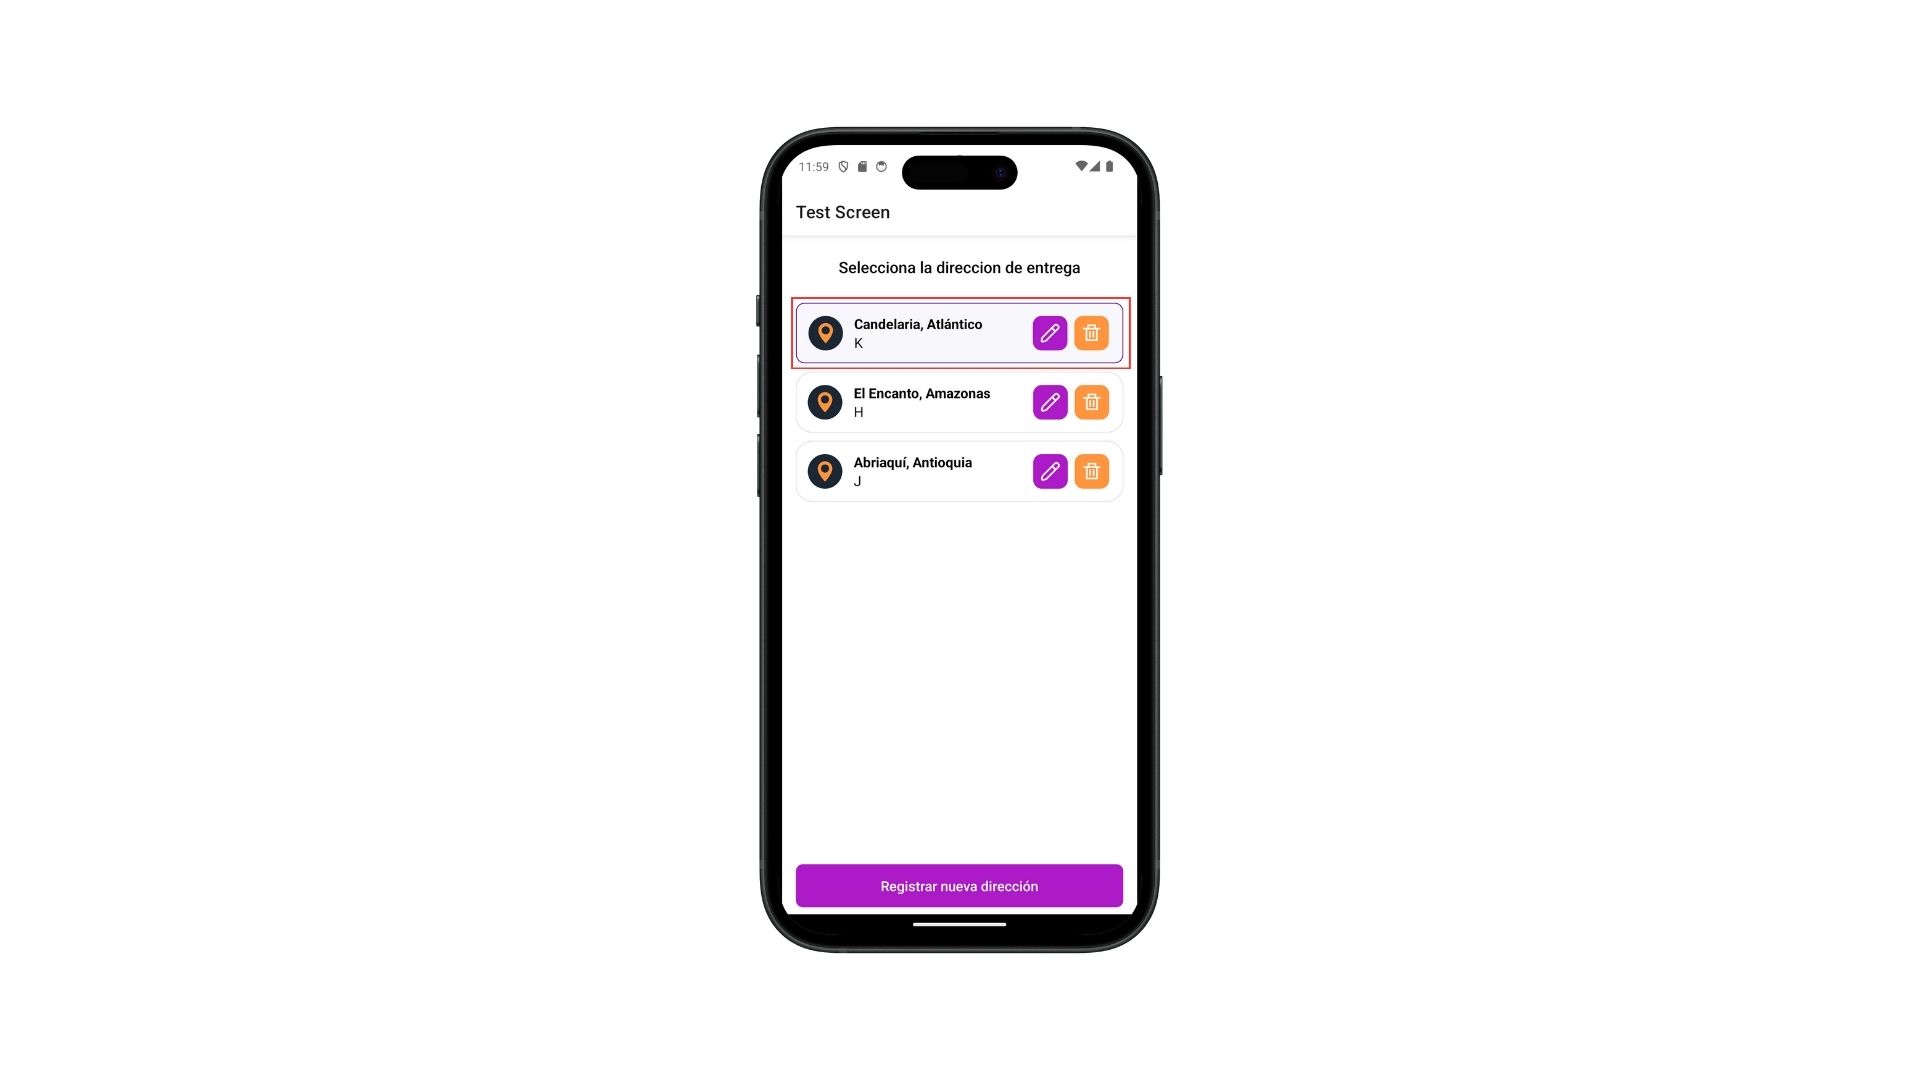 11:59
Test Screen
Selecciona la direccion de entrega
Candelaria, Atlántico
K
El Encanto, Amazonas
H
Abriaquí, Antioquia
J
Registrar nueva dirección